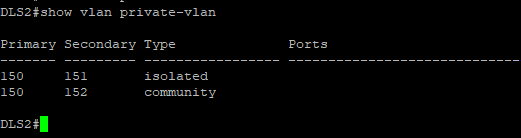 DLS2#show vlan private-vlan
Primary Secondary Type              Ports
------- --------- ----------------- ------------------------------
150     151       isolated
150     152       community
DLS2#